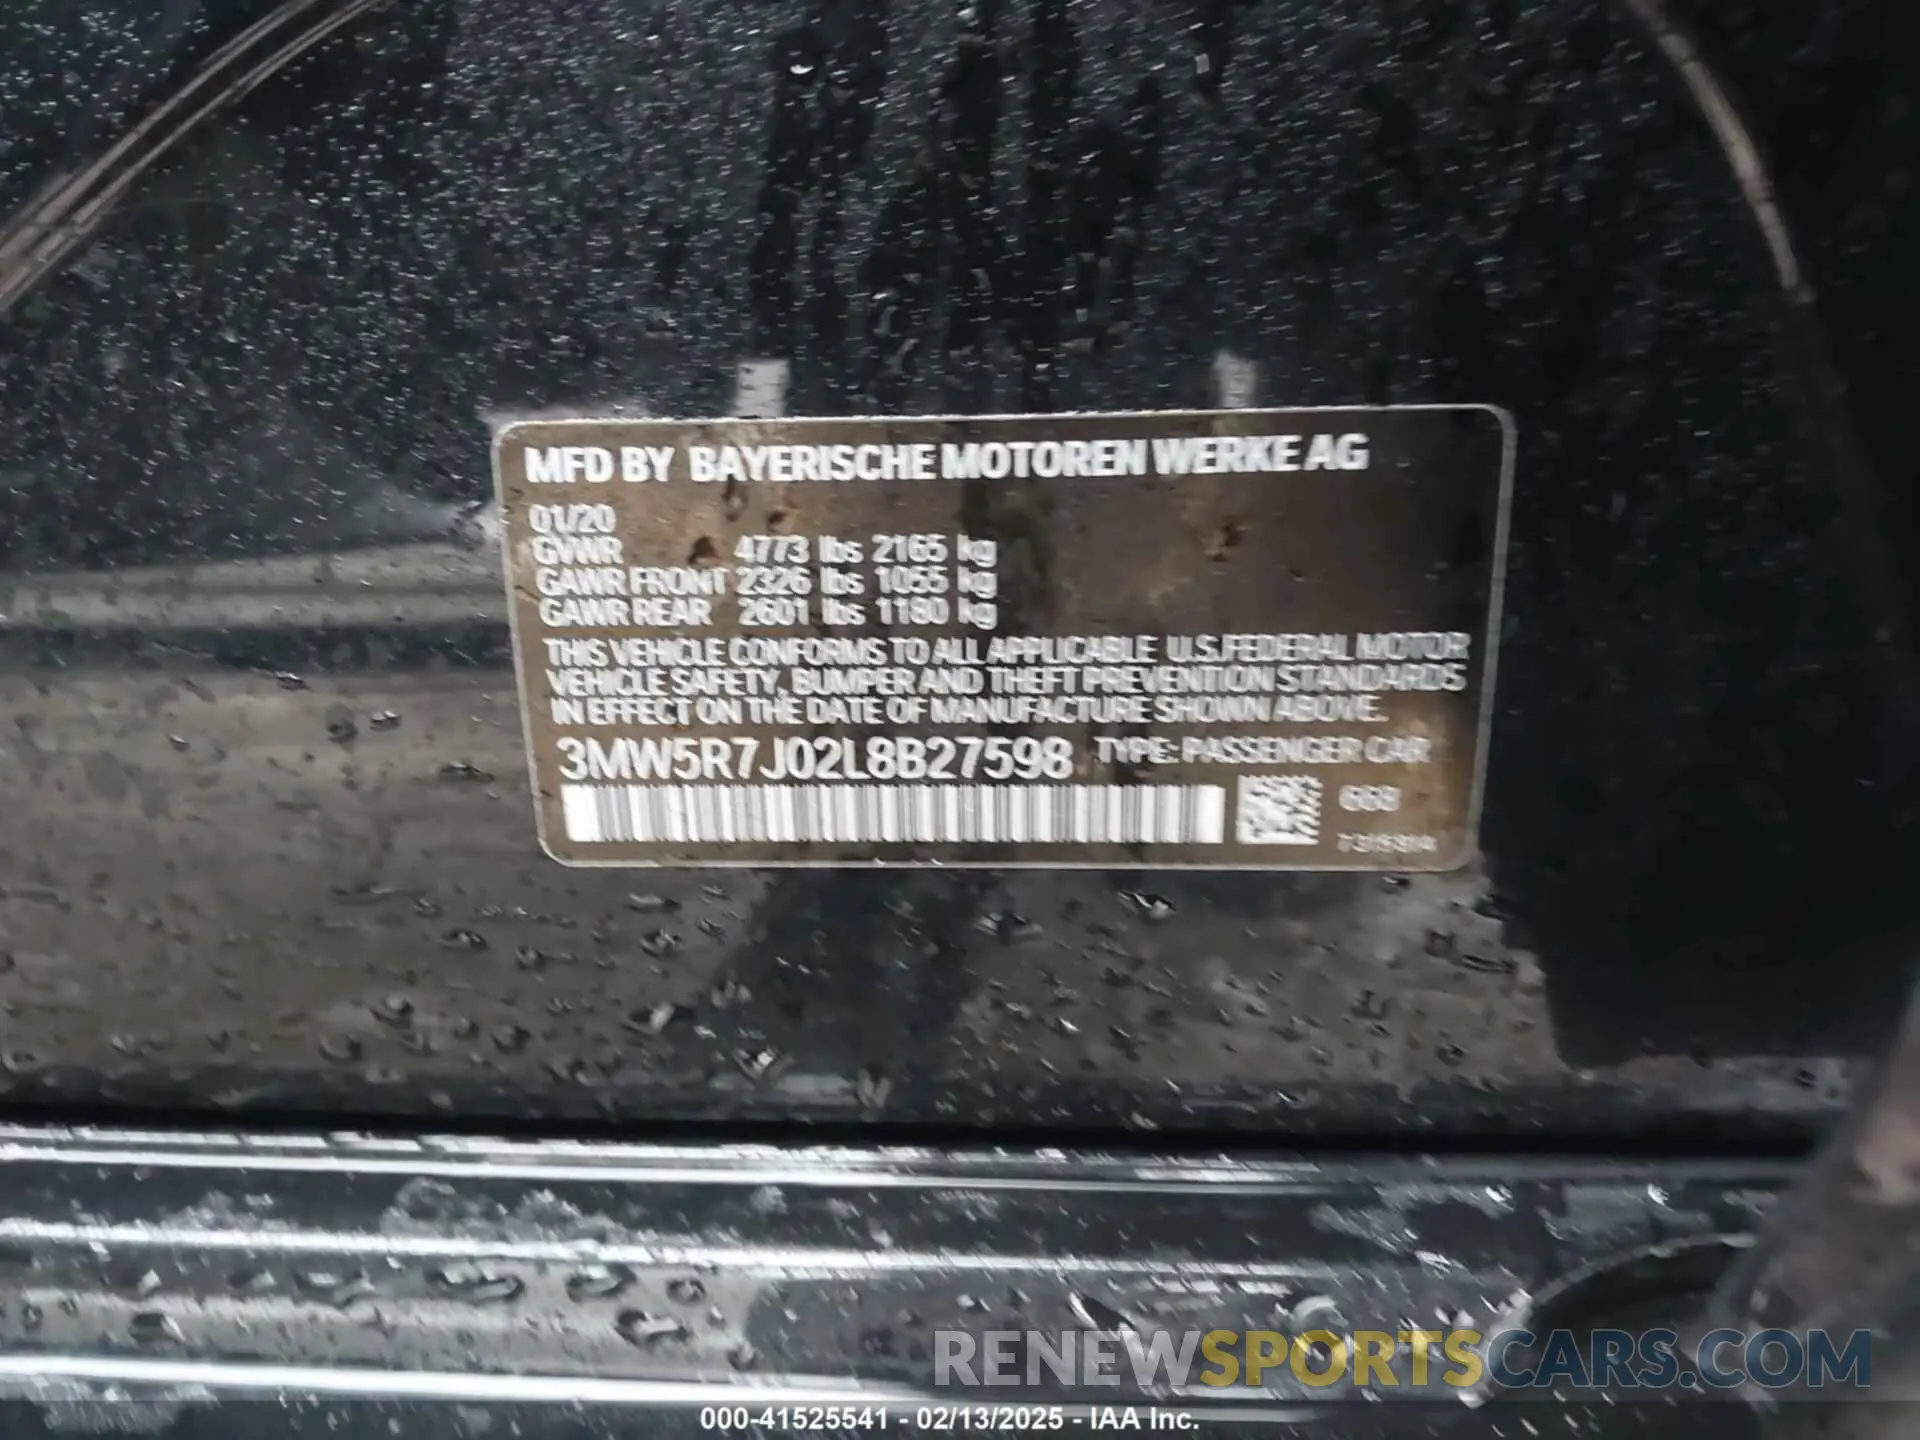 MFD BY BAYERISCHE MOTOREN WERKE AG
01/20
GVWR 4773 lbs 2165 kg
GAWR FRONT 2326 lbs 1055 kg
GAWR REAR 2601 lbs 1180 kg
THIS VEHICLE CONFORMS TO ALL APPLICABLE U.S.FEDERAL MOTOR
VEHICLE SAFETY, BUMPER AND THEFT PREVENTION STANDARDS
IN EFFECT ON THE DATE OF MANUFACTURE SHOWN ABOVE.
3MW5R7J02L8B27598 TYPE: PASSENGER CAR
668
RENEWSPORTSCARS.COM
000-41525541 - 02/13/2025 - IAA Inc.